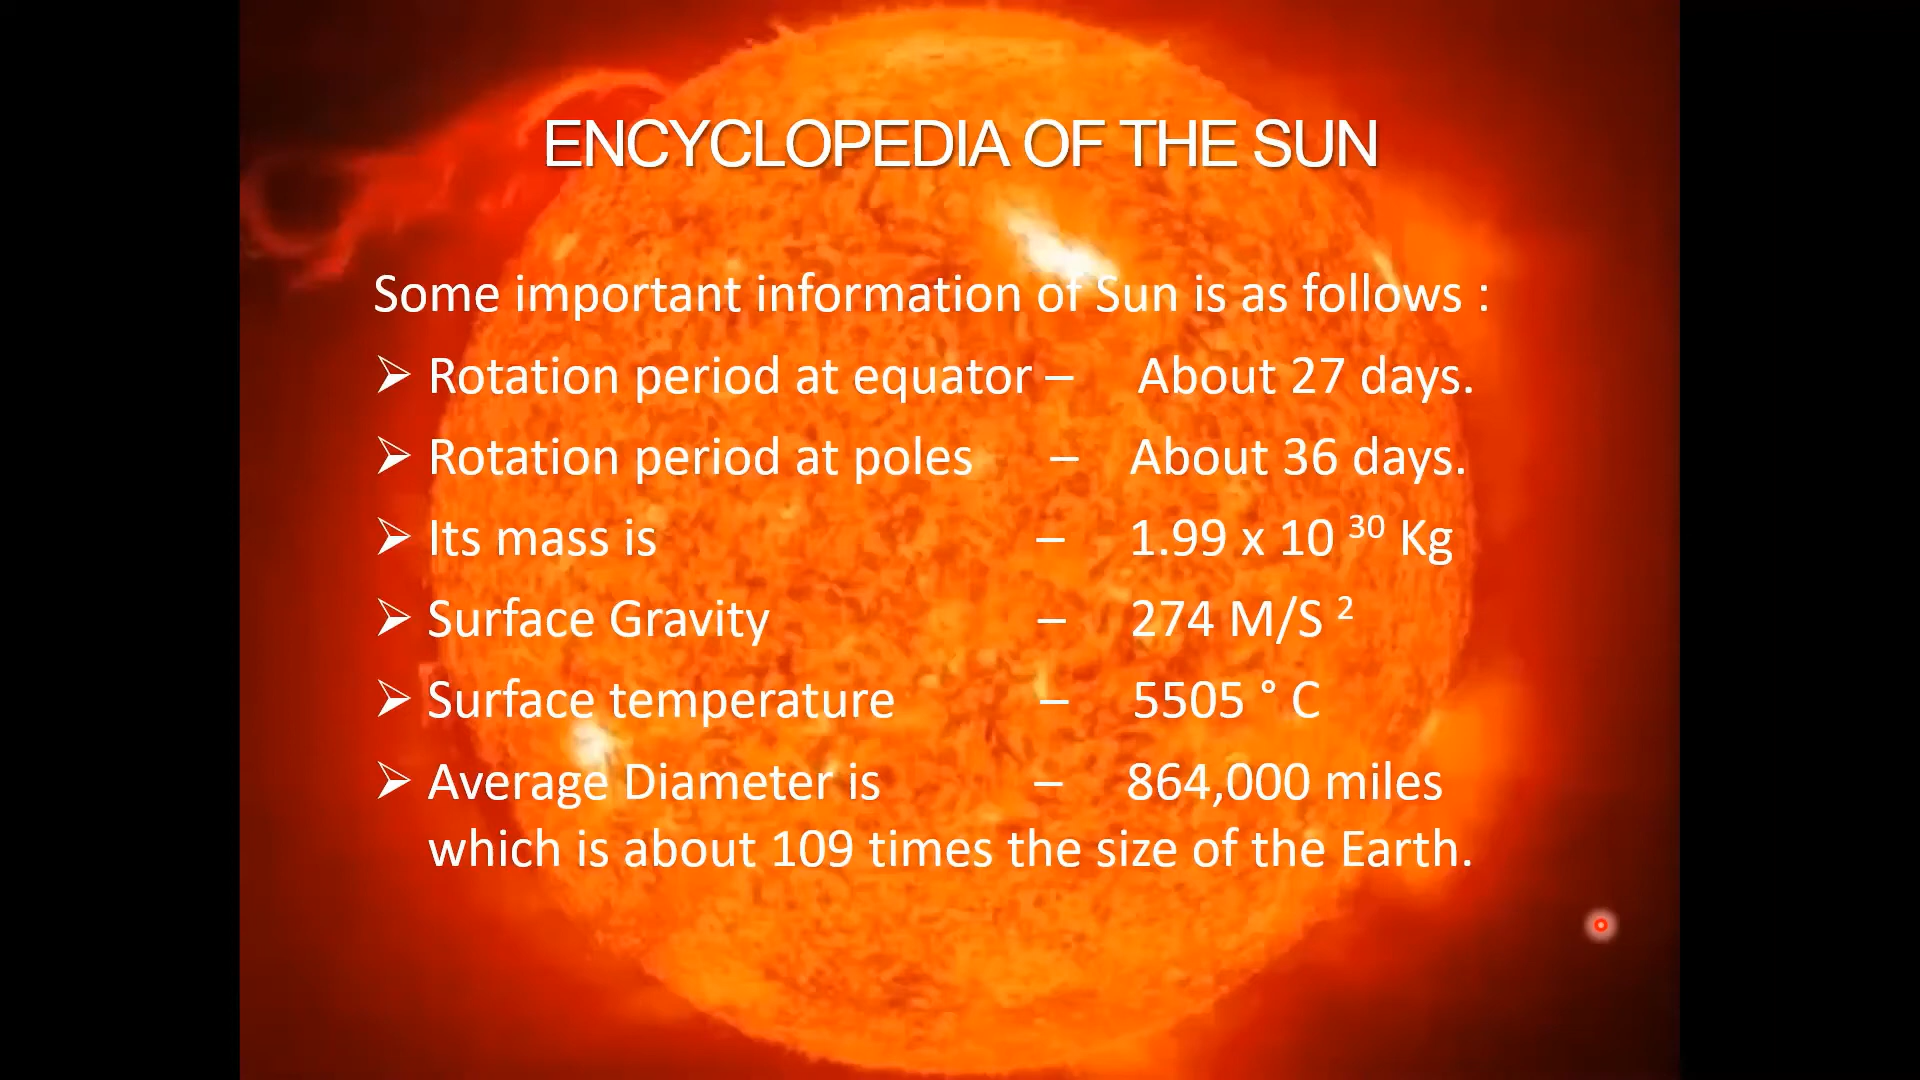 ENCYCLOPEDIA OF THE SUN
Some important information of Sun is as follows :
➢ Rotation period at equator – About 27 days.
➢ Rotation period at poles – About 36 days.
➢ Its mass is – 1.99 x 10 ³⁰ Kg
➢ Surface Gravity – 274 M/S ²
➢ Surface temperature – 5505 ° C
➢ Average Diameter is – 864,000 miles
which is about 109 times the size of the Earth.